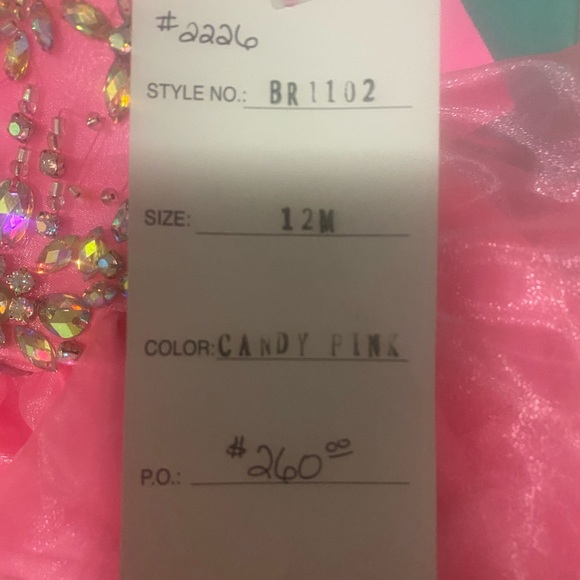 #2226
STYLE NO.: BR1102
SIZE: 12M
COLOR: CANDY PINK
P.O.: #260.00